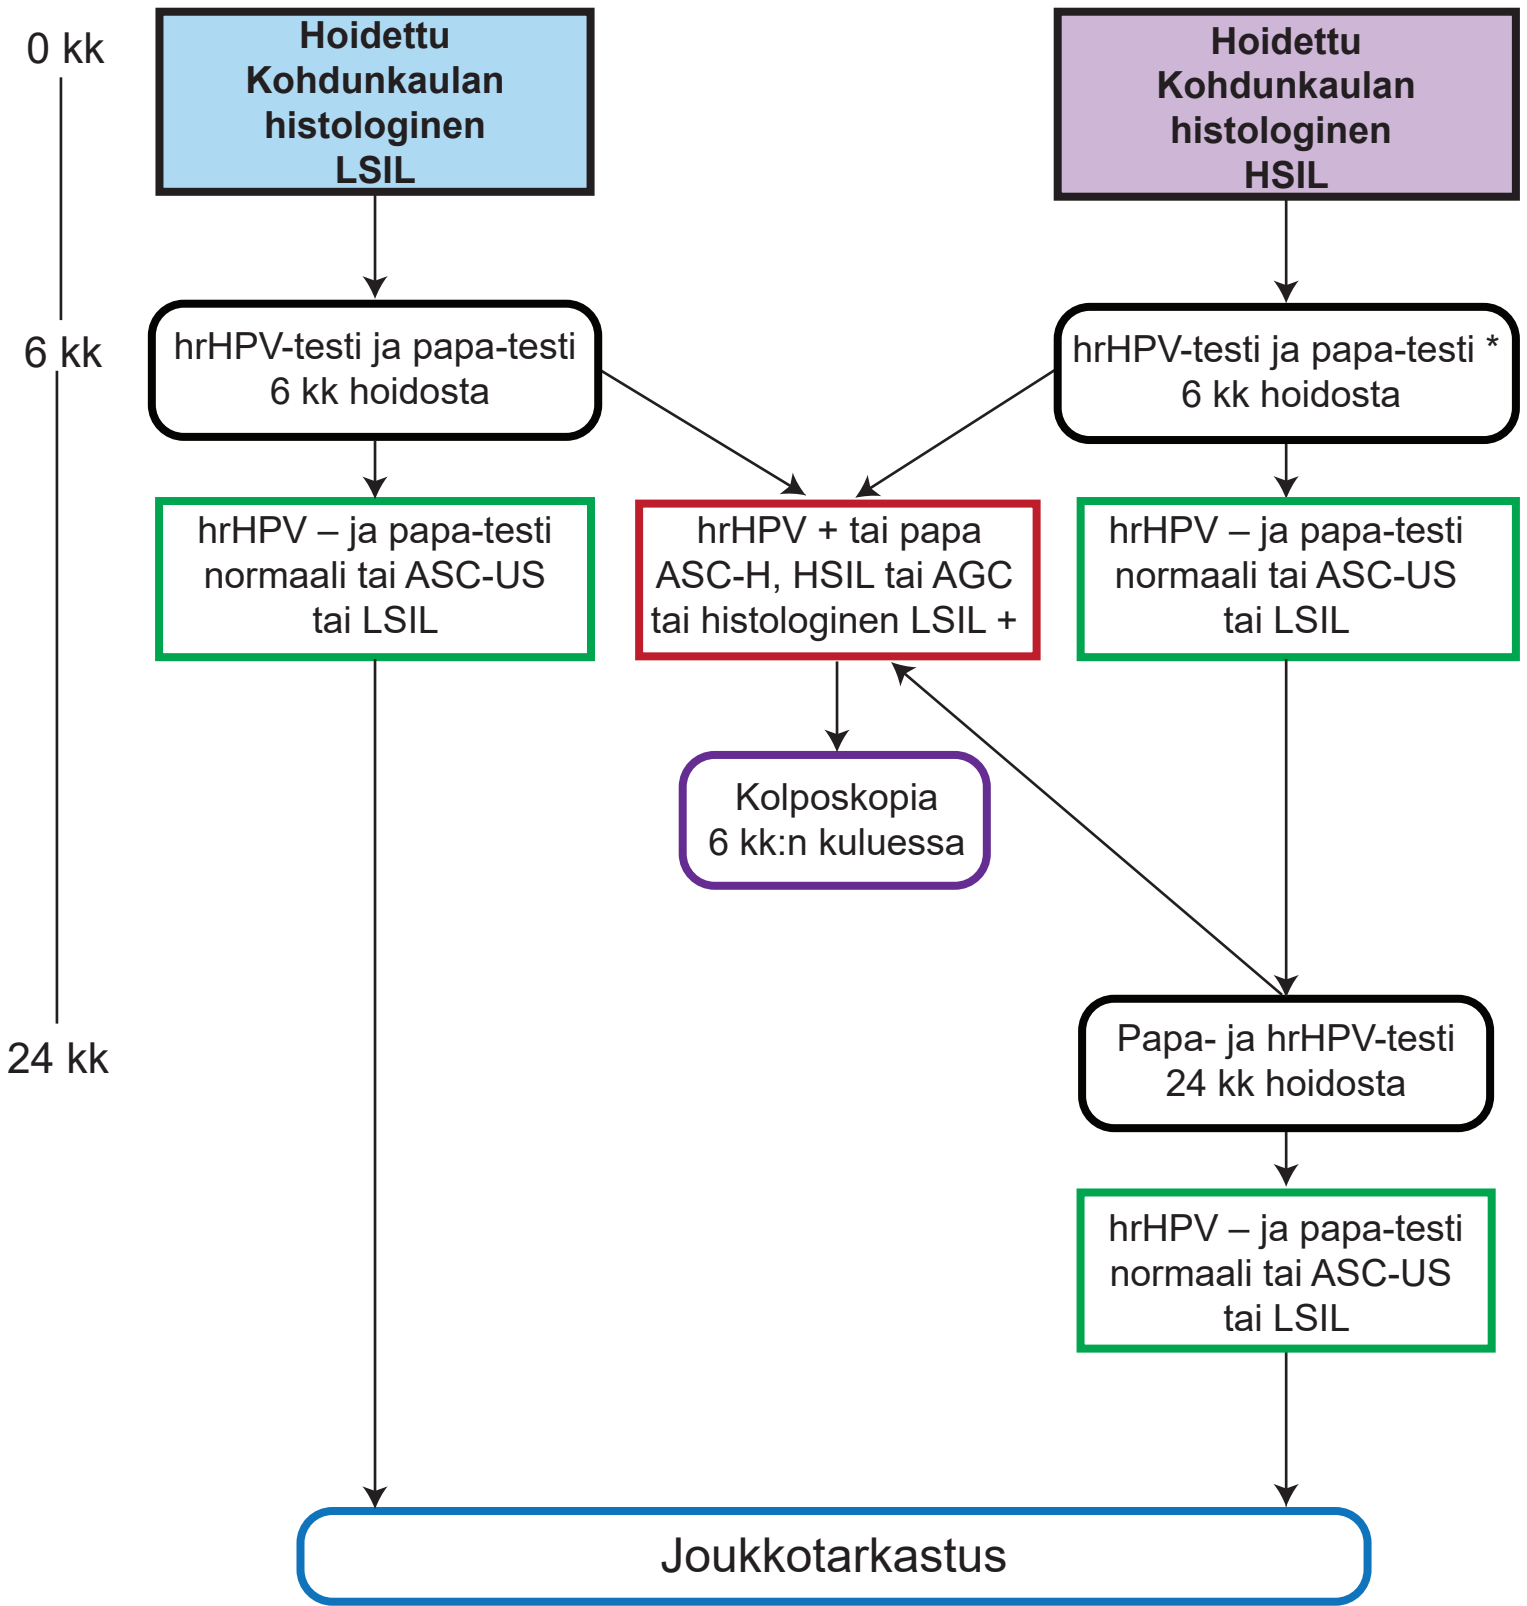 0 kk
Hoidettu
Kohdunkaulan
histologinen
LSIL
Hoidettu
Kohdunkaulan
histologinen
HSIL
6 kk
hrHPV-testi ja papa-testi
6 kk hoidosta
hrHPV-testi ja papa-testi *
6 kk hoidosta
hrHPV – ja papa-testi
normaali tai ASC-US
tai LSIL
hrHPV + tai papa
ASC-H, HSIL tai AGC
tai histologinen LSIL +
hrHPV – ja papa-testi
normaali tai ASC-US
tai LSIL
Kolposkopia
6 kk:n kuluessa
24 kk
Papa- ja hrHPV-testi
24 kk hoidosta
hrHPV – ja papa-testi
normaali tai ASC-US
tai LSIL
Joukkotarkastus